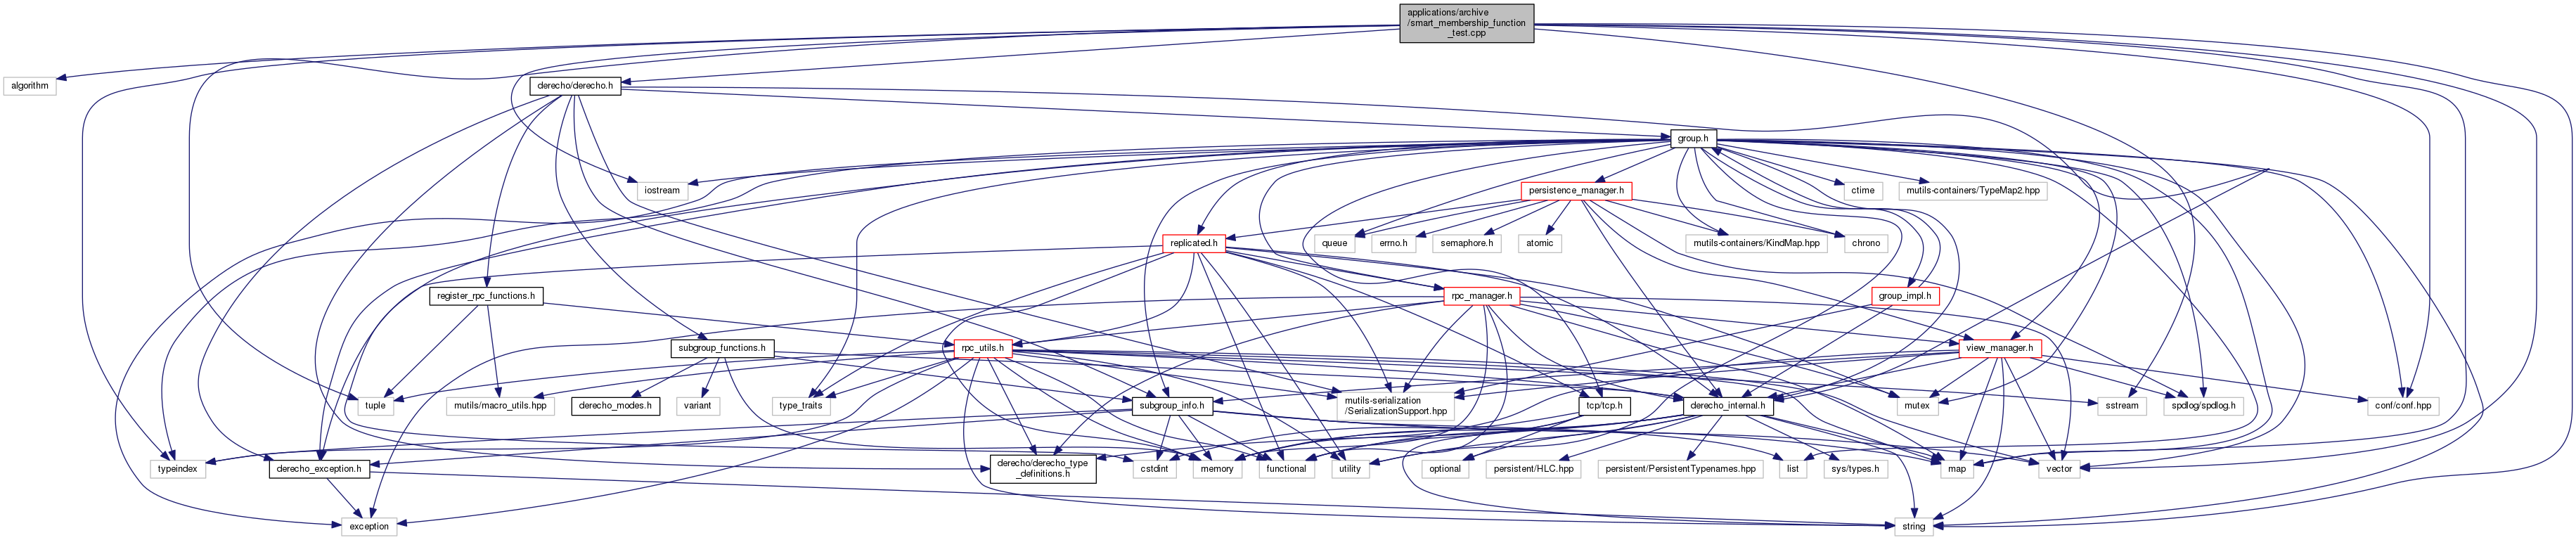 applications/archive
/smart_membership_function
_test.cpp
algorithm
derecho/derecho.h
group.h
iostream
persistence_manager.h
ctime
mutils-containers/TypeMap2.hpp
replicated.h
queue
errno.h
semaphore.h
atomic
mutils-containers/KindMap.hpp
chrono
register_rpc_functions.h
rpc_manager.h
group_impl.h
subgroup_functions.h
rpc_utils.h
view_manager.h
tuple
mutils/macro_utils.hpp
derecho_modes.h
variant
type_traits
subgroup_info.h
mutils-serialization
/SerializationSupport.hpp
tcp/tcp.h
derecho_internal.h
mutex
sstream
spdlog/spdlog.h
conf/conf.hpp
typeindex
derecho_exception.h
derecho/derecho_type
_definitions.h
cstdint
memory
functional
utility
optional
persistent/HLC.hpp
persistent/PersistentTypenames.hpp
list
sys/types.h
map
vector
exception
string